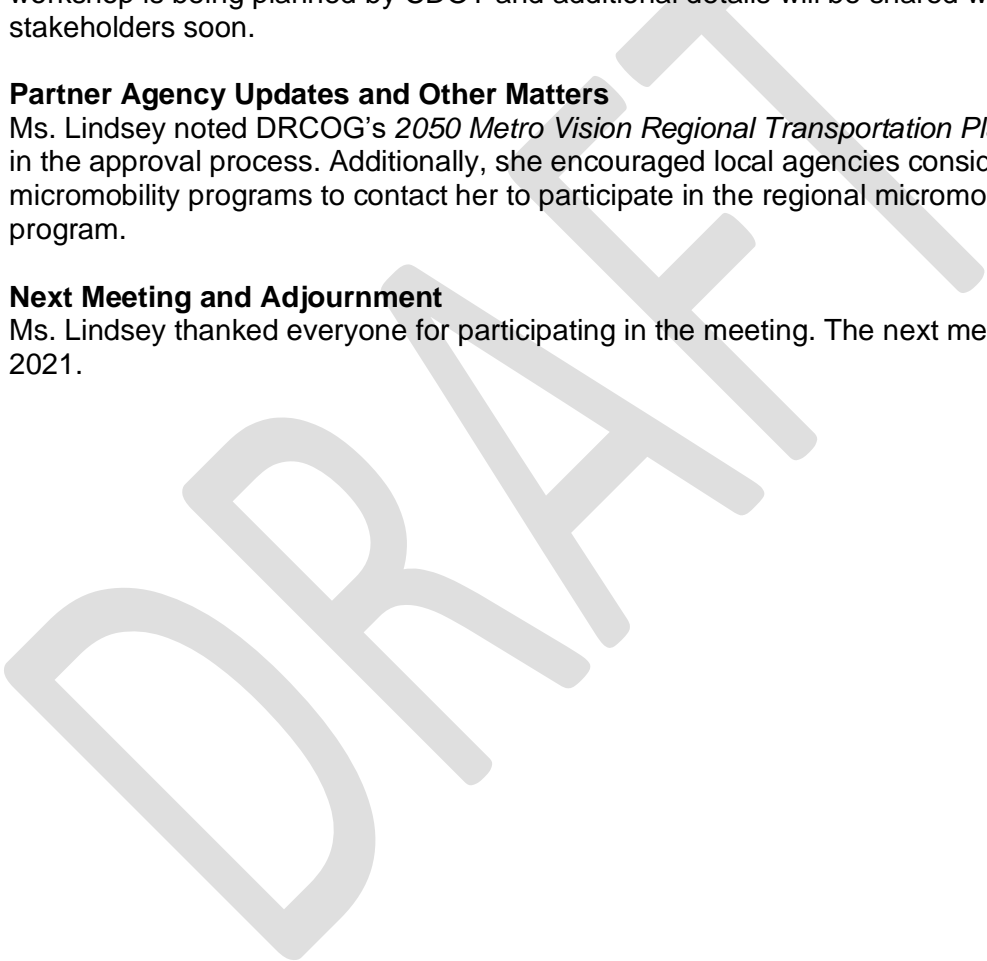 workshop is being planned by CDOT and additional details will be shared w
stakeholders soon.
Partner Agency Updates and Other Matters
Ms. Lindsey noted DRCOG's 2050 Metro Vision Regional Transportation Pl
in the approval process. Additionally, she encouraged local agencies consid
micromobility programs to contact her to participate in the regional micromo
program.
Next Meeting and Adjournment
Ms. Lindsey thanked everyone for participating in the meeting. The next me
2021.
DRAFT